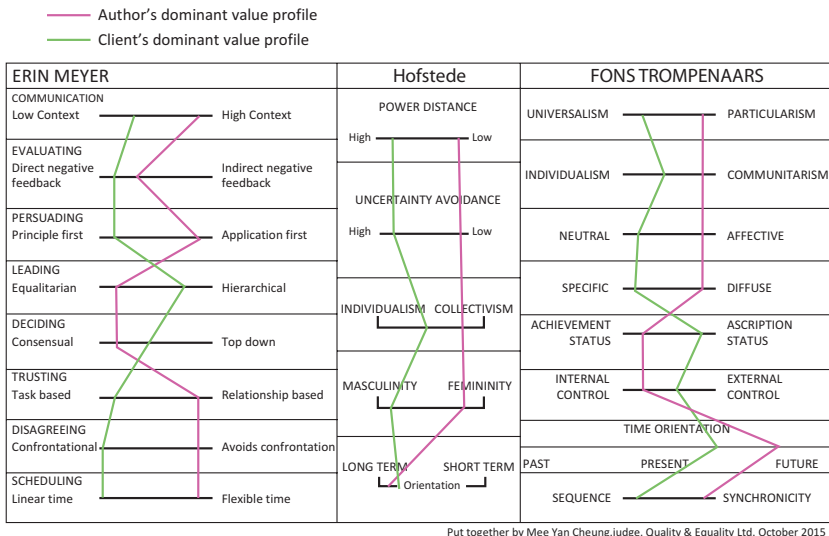 Author's dominant value profile
Client's dominant value profile
ERIN MEYER
COMMUNICATION
Low Context High Context
EVALUATING
Direct negative Indirect negative
feedback feedback
PERSUADING
Principle first Application first
LEADING
Equalitarian Hierarchical
DECIDING
Consensual Top down
TRUSTING
Task based Relationship based
DISAGREEING
Confrontational Avoids confrontation
SCHEDULING
Linear time Flexible time
Hofstede
POWER DISTANCE
High Low
UNCERTAINTY AVOIDANCE
High Low
INDIVIDUALISM COLLECTIVISM
MASCULINITY FEMININITY
LONG TERM SHORT TERM
Orientation
FONS TROMPENAARS
UNIVERSALISM PARTICULARISM
INDIVIDUALISM COMMUNITARISM
NEUTRAL AFFECTIVE
SPECIFIC DIFFUSE
ACHIEVEMENT ASCRIPTION
STATUS STATUS
INTERNAL EXTERNAL
CONTROL CONTROL
TIME ORIENTATION
PAST PRESENT FUTURE
SEQUENCE SYNCHRONICITY
Put together by Mee Yan Cheung.judge. Quality & Equality Ltd. October 2015